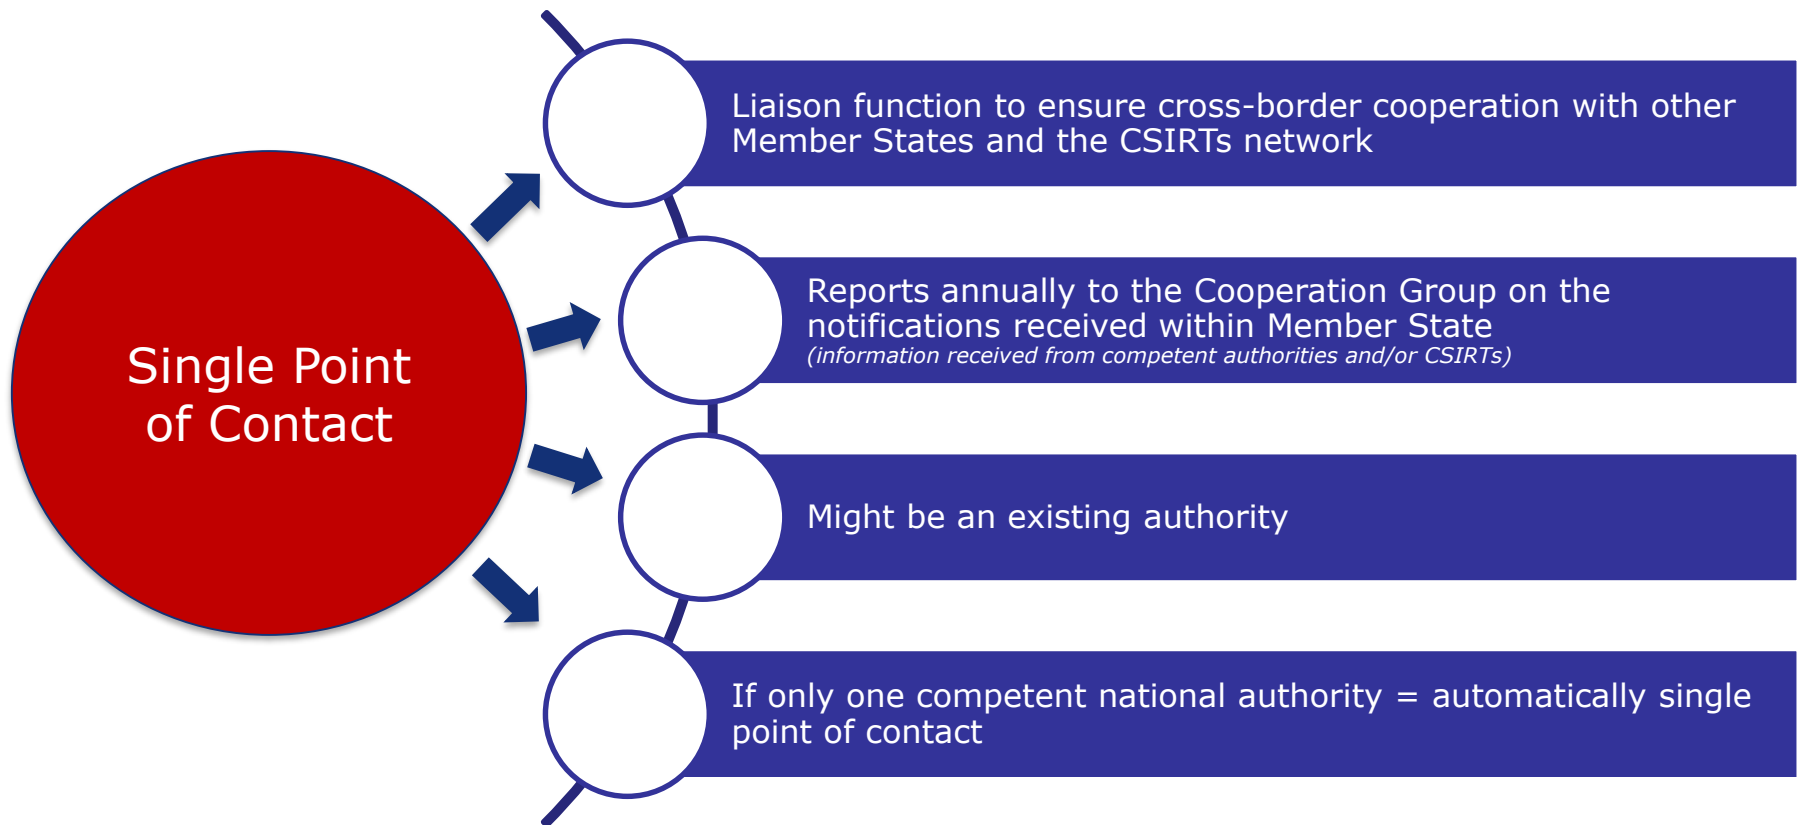 Single Point
of Contact
Liaison function to ensure cross-border cooperation with other
Member States and the CSIRTs network
Reports annually to the Cooperation Group on the
notifications received within Member State
(information received from competent authorities and/or CSIRTs)
Might be an existing authority
If only one competent national authority = automatically single
point of contact